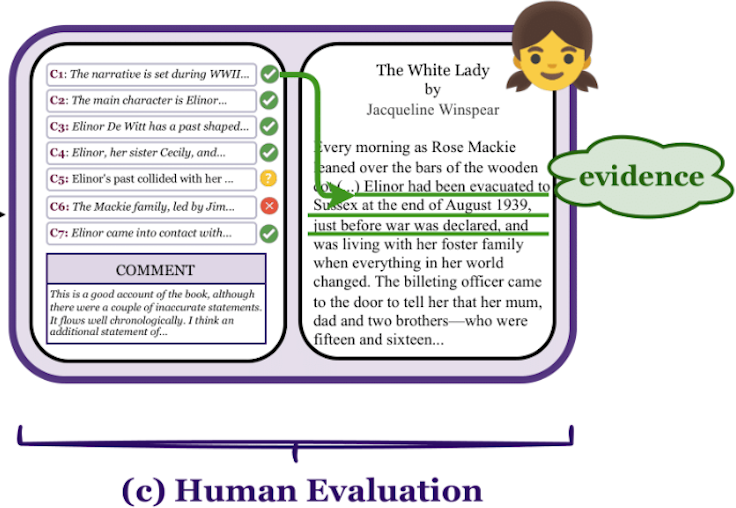 C1: The narrative is set during WWII...
C2: The main character is Elinor...
C3: Elinor De Witt has a past shaped...
C4: Elinor, her sister Cecily, and...
C5: Elinor's past collided with her ...
?
C6: The Mackie family, led by Jim...
C7: Elinor came into contact with...
COMMENT
This is a good account of the book, although
there were a couple of inaccurate statements.
It flows well chronologically. I think an
additional statement of...
The White Lady
by
Jacqueline Winspear
Every morning as Rose Mackie
leaned over the bars of the wooden
(...) Elinor had been evacuated to
Sussex at the end of August 1939,
just before war was declared, and
was living with her foster family
when everything in her world
changed. The billeting officer came
to the door to tell her that her mum,
dad and two brothers—who were
fifteen and sixteen...
evidence
(c) Human Evaluation